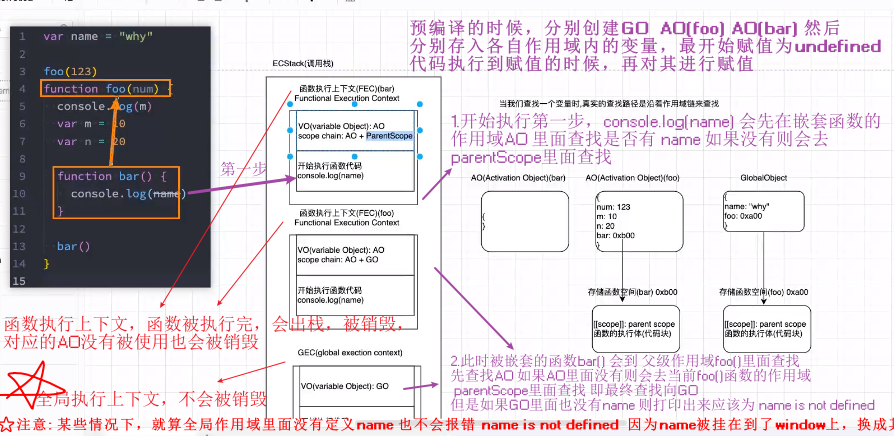 预编译的时候，分别创建GO AO(foo) AO(bar) 然后
分别存入各自作用域内的变量，最开始赋值为undefined
代码执行到赋值的时候，再对其进行赋值
1 var name = "why"
2
3 foo(123)
4 function foo(num) {
5 console.log(m)
6 var m = 10
7 var n = 20
8
9 function bar() {
10 console.log(name)
11 }
12
13 bar()
14 }
15
第一步
ECStack(调用栈)
函数执行上下文(FEC)(bar)
Functional Execution Context
VO(variable Object): AO
scope chain: AO + ParentScope
开始执行函数代码
console.log(name)
函数执行上下文(FEC)(foo)
Functional Execution Context
VO(variable Object): AO
scope chain: AO + GO
开始执行函数代码
console.log(name)
GEC(global exection context)
VO(variable Object): GO
当我们查找一个变量时,真实的查找路径是沿着作用域链来查找
1.开始执行第一步，console.log(name) 会先在嵌套函数的
作用域AO 里面查找是否有 name 如果没有则会去
parentScope里面查找
AO(Activation Object)(bar)
{
}
AO(Activation Object)(foo)
{
num: 123
m: 10
n: 20
bar: 0xb00
}
GlobalObject
{
name: "why"
foo: 0xa00
}
存储函数空间(bar) 0xb00
[[scope]]: parent scope
函数的执行体(代码块)
存储函数空间(foo) 0xa00
[[scope]]: parent scope
函数的执行体(代码块)
函数执行上下文，函数被执行完，会出栈，被销毁，
对应的AO没有被使用也会被销毁
全局执行上下文，不会被销毁
2.此时被嵌套的函数bar() 会到 父级作用域foo()里面查找
先查找AO 如果AO里面没有则会去当前foo()函数的作用域
parentScope里面查找 即最终查找向GO
但是如果GO里面也没有name 则打印出来应该为 name is not defined
注意: 某些情况下，就算全局作用域里面没有定义name 也不会报错 name is not defined 因为name被挂在到了window上，换成